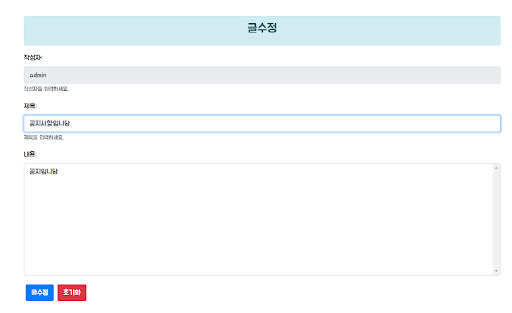 글수정
작성자:
admin
작성자를 입력하세요.
제목:
공지사항입니당
제목을 입력하세요.
내용:
공지입니당
글수정 초기화